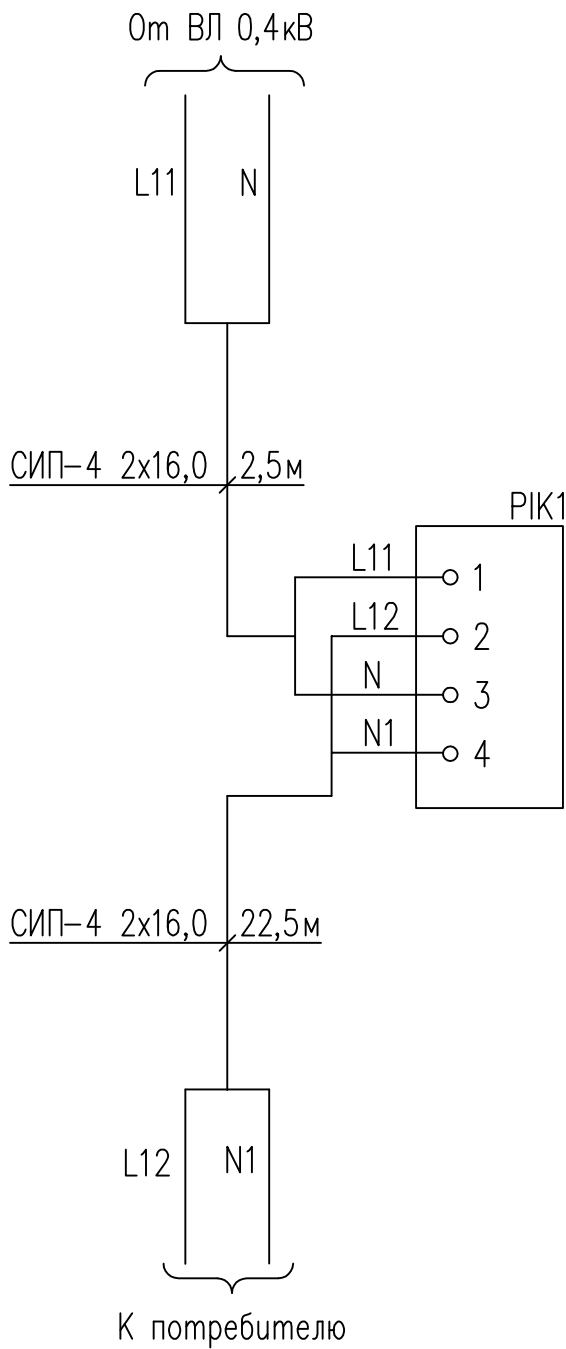 От ВЛ 0,4кВ
L11 N
СИП-4 2х16,0 2,5м
PIK1
L11 1
L12 2
N 3
N1 4
СИП-4 2х16,0 22,5м
L12 N1
К потребителю